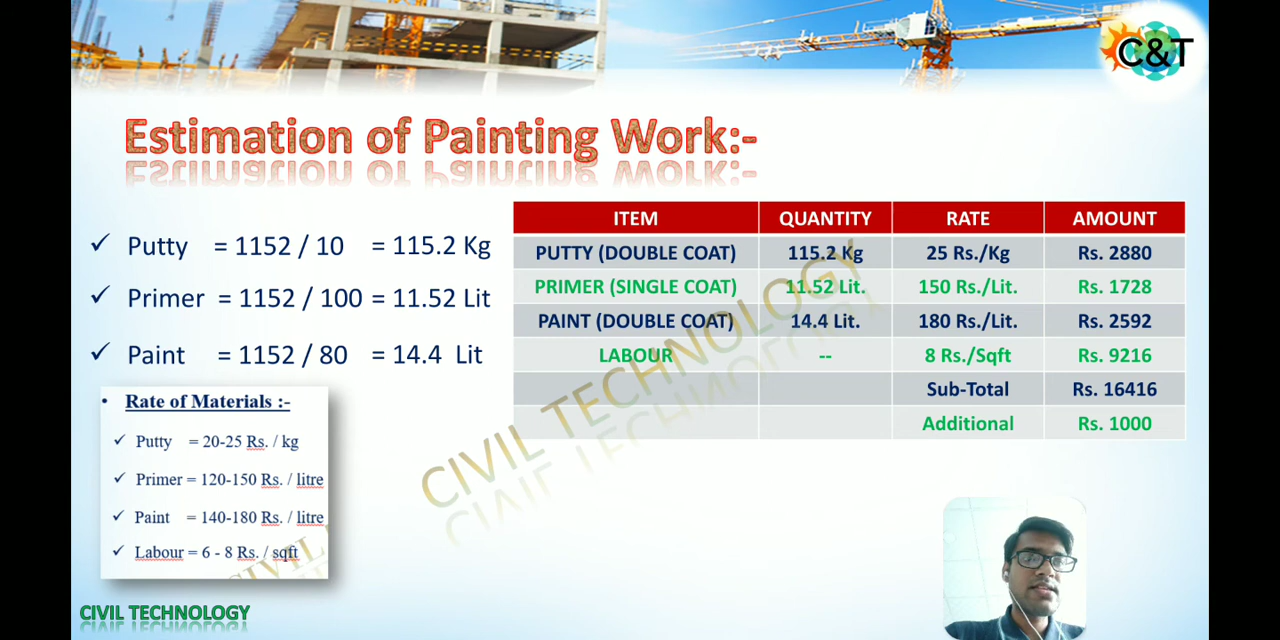 C&T
Estimation of Painting Work:-
✓ Putty = 1152 / 10 = 115.2 Kg
✓ Primer = 1152 / 100 = 11.52 Lit
✓ Paint = 1152 / 80 = 14.4 Lit
ITEM QUANTITY RATE AMOUNT
PUTTY (DOUBLE COAT) 115.2 Kg 25 Rs./Kg Rs. 2880
PRIMER (SINGLE COAT) 11.52 Lit. 150 Rs./Lit. Rs. 1728
PAINT (DOUBLE COAT) 14.4 Lit. 180 Rs./Lit. Rs. 2592
LABOUR -- 8 Rs./Sqft Rs. 9216
Sub-Total Rs. 16416
Additional Rs. 1000
• Rate of Materials :-
✓ Putty = 20-25 Rs. / kg
✓ Primer = 120-150 Rs. / litre
✓ Paint = 140-180 Rs. / litre
✓ Labour = 6 - 8 Rs. / sqft
CIVIL TECHNOLOGY
CIVIL TECHNOLOGY